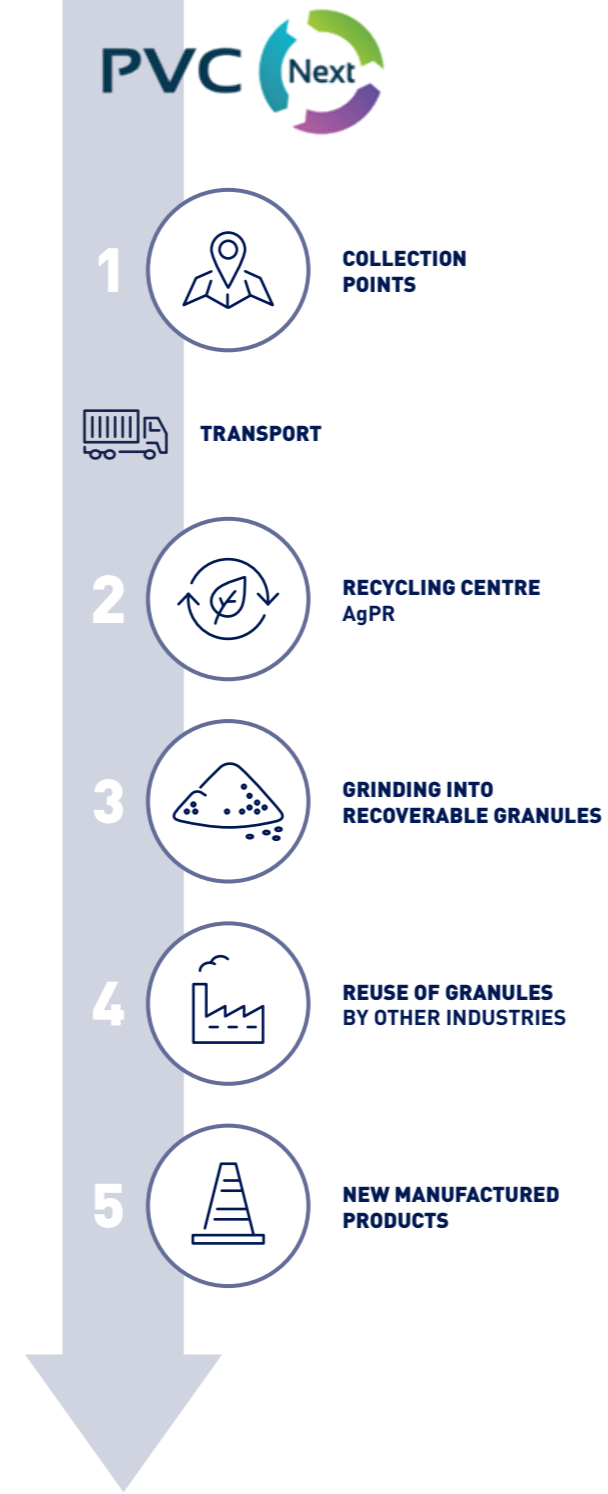 PVC Next
1
COLLECTION
POINTS
TRANSPORT
2
RECYCLING CENTRE
AgPR
3
GRINDING INTO
RECOVERABLE GRANULES
4
REUSE OF GRANULES
BY OTHER INDUSTRIES
5
NEW MANUFACTURED
PRODUCTS